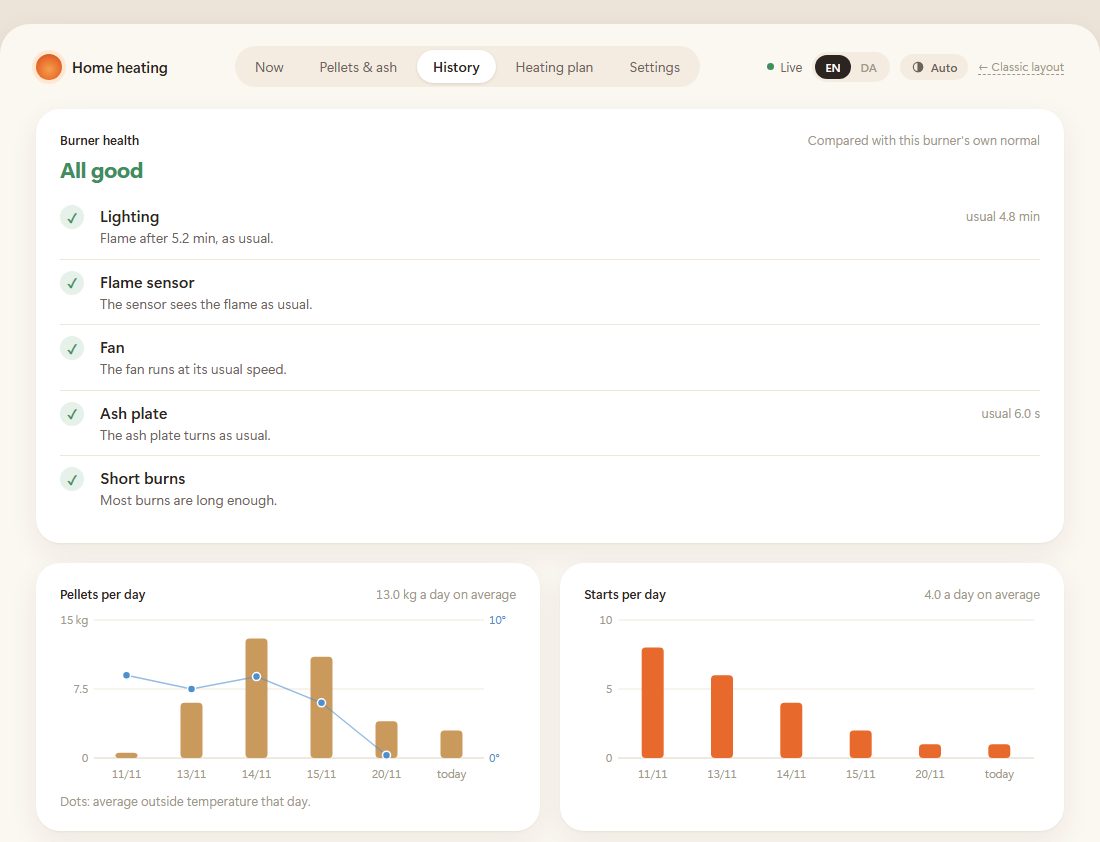 Home heating
Now
Pellets & ash
History
Heating plan
Settings
Live
EN
DA
Auto
← Classic layout
Burner health
Compared with this burner's own normal
All good
Lighting
usual 4.8 min
Flame after 5.2 min, as usual.
Flame sensor
The sensor sees the flame as usual.
Fan
The fan runs at its usual speed.
Ash plate
usual 6.0 s
The ash plate turns as usual.
Short burns
Most burns are long enough.
Pellets per day
13.0 kg a day on average
15 kg
10°
7.5
0
0°
11/11
13/11
14/11
15/11
20/11
today
Dots: average outside temperature that day.
Starts per day
4.0 a day on average
10
5
0
11/11
13/11
14/11
15/11
20/11
today